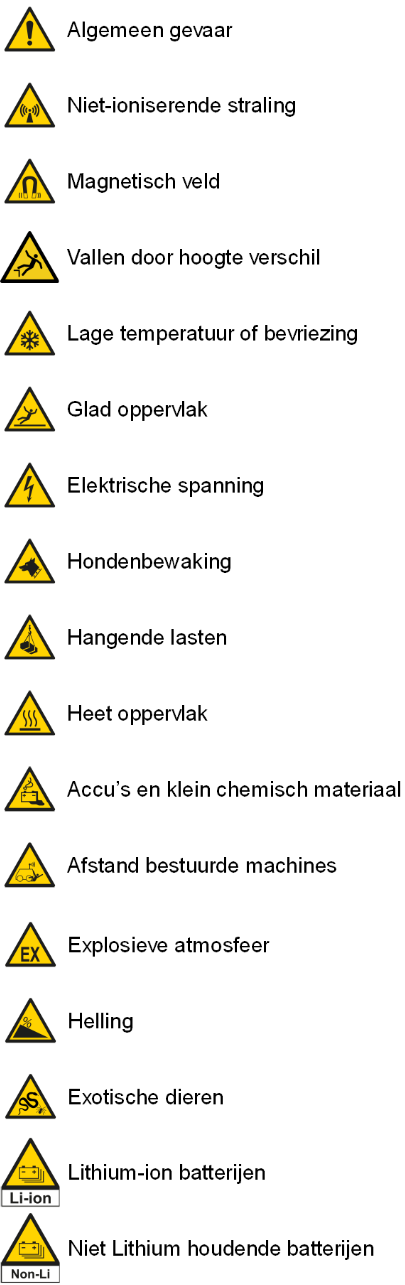 Algemeen gevaar
Niet-ioniserende straling
Magnetisch veld
Vallen door hoogte verschil
Lage temperatuur of bevriezing
Glad oppervlak
Elektrische spanning
Hondenbewaking
Hangende lasten
Heet oppervlak
Accu's en klein chemisch materiaal
Afstand bestuurde machines
EX Explosieve atmosfeer
% Helling
Exotische dieren
Lithium-ion batterijen
Li-ion
Niet Lithium houdende batterijen
Non-Li